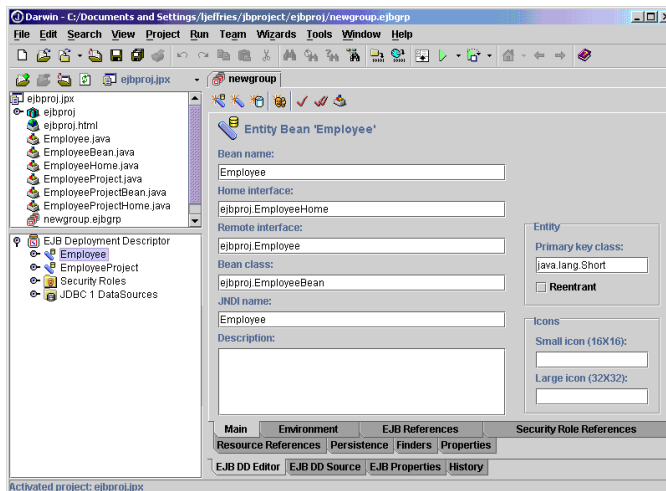 Darwin - C:/Documents and Settings/ljeffries/jbproject/ejbproj/newgroup.ejbgrp
File Edit Search View Project Run Team Wizards Tools Window Help
ejbproj.jpx
newgroup
ejbproj.jpx
ejbproj
ejbproj.html
Employee.java
EmployeeBean.java
EmployeeHome.java
EmployeeProject.java
EmployeeProjectBean.java
EmployeeProjectHome.java
newgroup.ejbgrp
EJB Deployment Descriptor
Employee
EmployeeProject
Security Roles
JDBC 1 DataSources
Entity Bean 'Employee'
Bean name:
Employee
Home interface:
ejbproj.EmployeeHome
Remote interface:
ejbproj.Employee
Bean class:
ejbproj.EmployeeBean
JNDI name:
Employee
Description:
Entity
Primary key class:
java.lang.Short
Reentrant
Icons
Small icon (16X16):
Large icon (32X32):
Main Environment EJB References Security Role References
Resource References Persistence Finders Properties
EJB DD Editor EJB DD Source EJB Properties History
Activated project: ejbproj.jpx